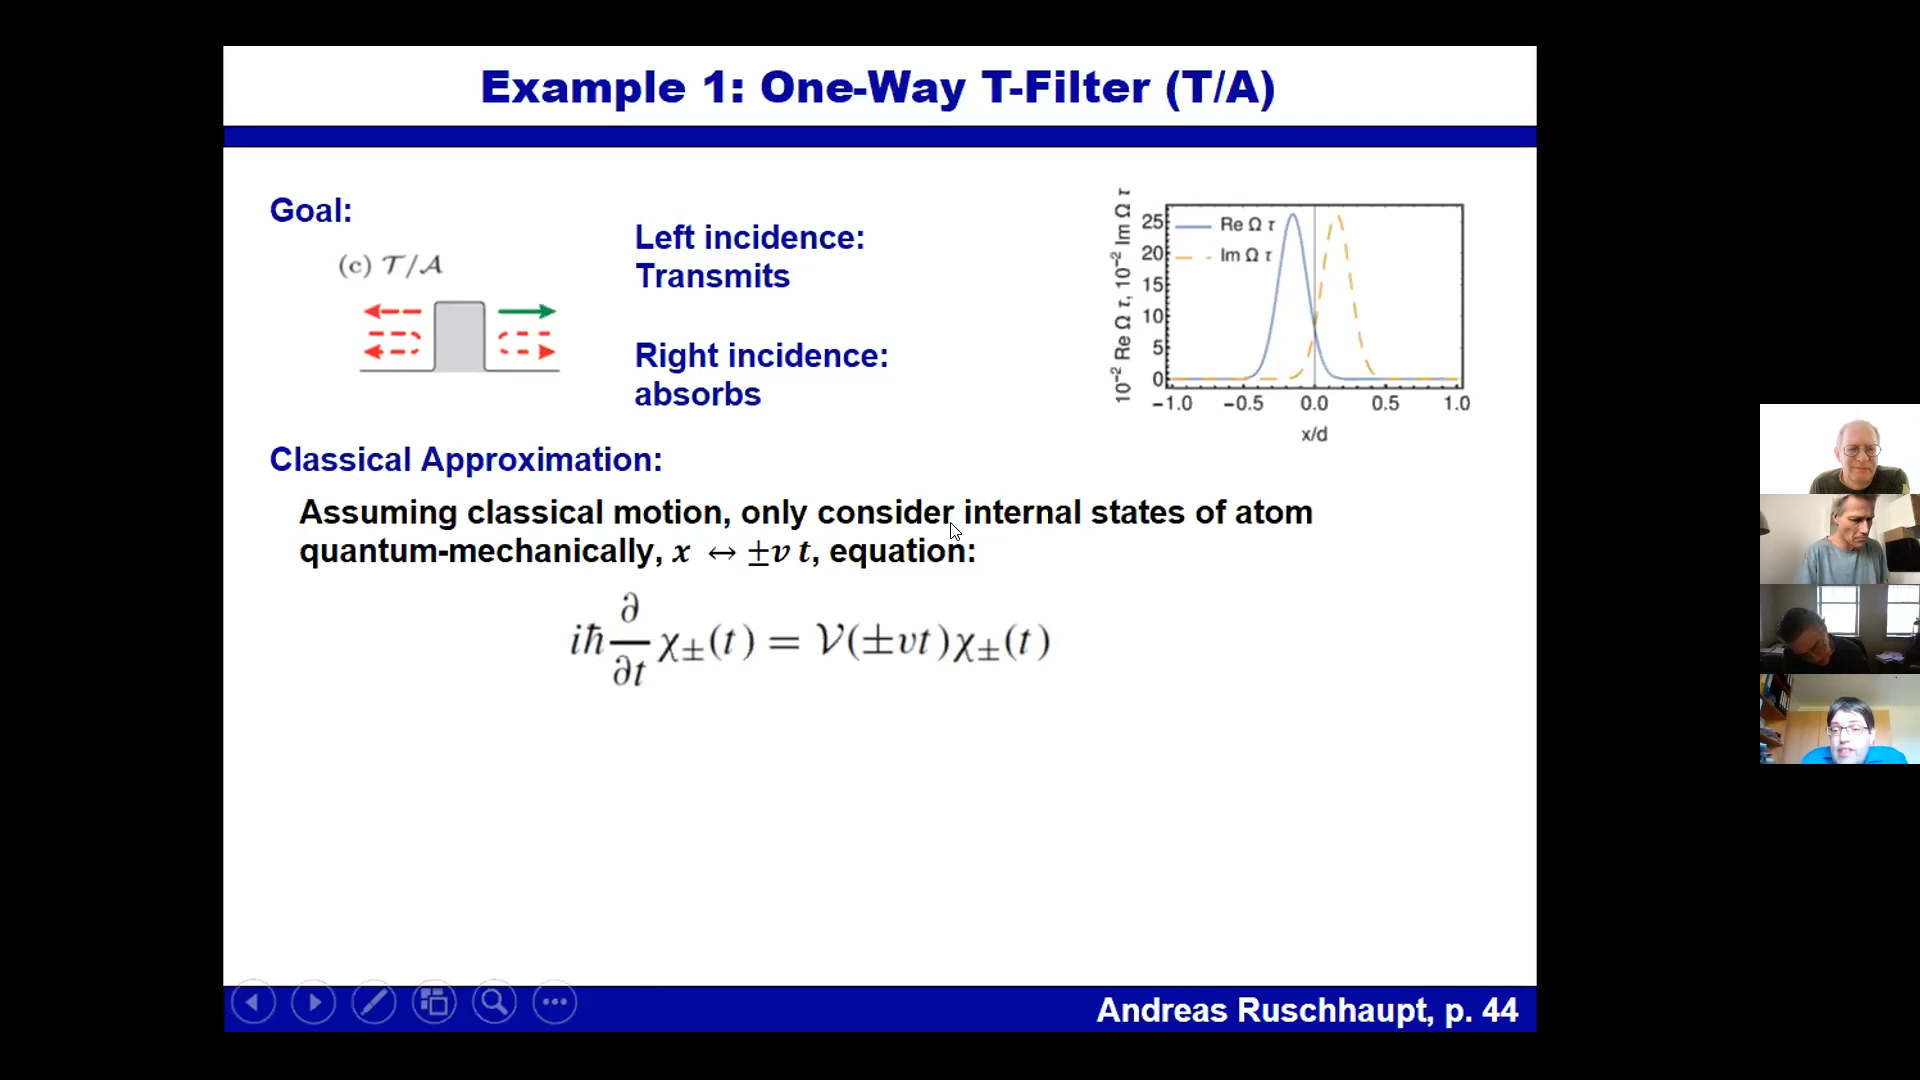 Example 1: One-Way T-Filter (T/A)
Goal:
(c) 𝒯/𝒜
Left incidence:
Transmits
Right incidence:
absorbs
10⁻² Re Ω τ, 10⁻² Im Ω τ
25
20
15
10
5
0
Re Ω τ
Im Ω τ
−1.0 −0.5 0.0 0.5 1.0
x/d
Classical Approximation:
Assuming classical motion, only consider internal states of atom
quantum-mechanically, x ↔ ±v t, equation:
iℏ ∂/∂t χ±(t) = 𝒱(±vt)χ±(t)
Andreas Ruschhaupt, p. 44